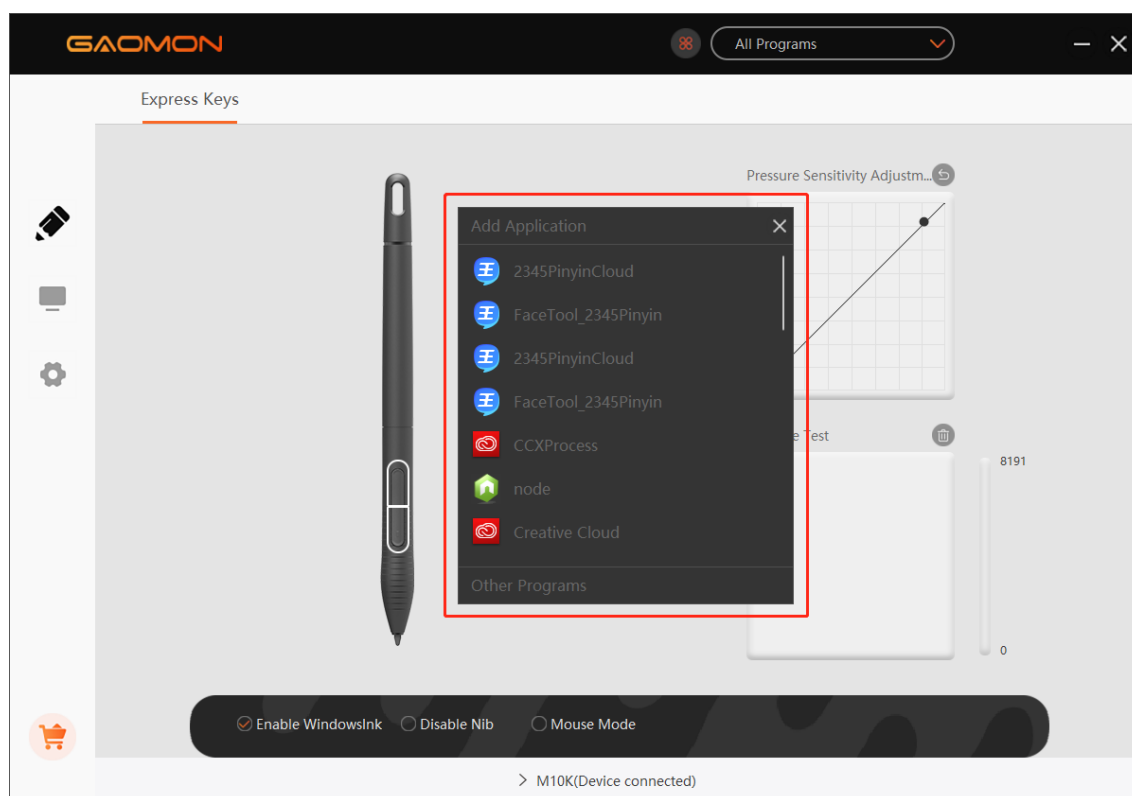 GAOMON
All Programs
Express Keys
Pressure Sensitivity Adjustm...
Add Application
2345PinyinCloud
FaceTool_2345Pinyin
2345PinyinCloud
FaceTool_2345Pinyin
CCXProcess
node
Creative Cloud
Other Programs
e Test
8191
0
Enable WindowsInk
Disable Nib
Mouse Mode
M10K(Device connected)